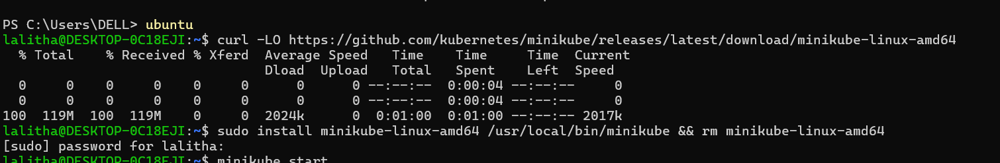 PS C:\Users\DELL> ubuntu
lalitha@DESKTOP-0C18EJI:~$ curl -LO https://github.com/kubernetes/minikube/releases/latest/download/minikube-linux-amd64
  % Total    % Received % Xferd  Average Speed   Time    Time     Time  Current
                                 Dload  Upload   Total   Spent    Left  Speed
  0      0   0      0   0      0      0      0 --:--:--  0:00:04 --:--:--      0
  0      0   0      0   0      0      0      0 --:--:--  0:00:04 --:--:--      0
100   119M 100   119M   0      0  2024k      0  0:01:00  0:01:00 --:--:--  2017k
lalitha@DESKTOP-0C18EJI:~$ sudo install minikube-linux-amd64 /usr/local/bin/minikube && rm minikube-linux-amd64
[sudo] password for lalitha:
lalitha@DESKTOP-0C18EJI:~$ minikube start